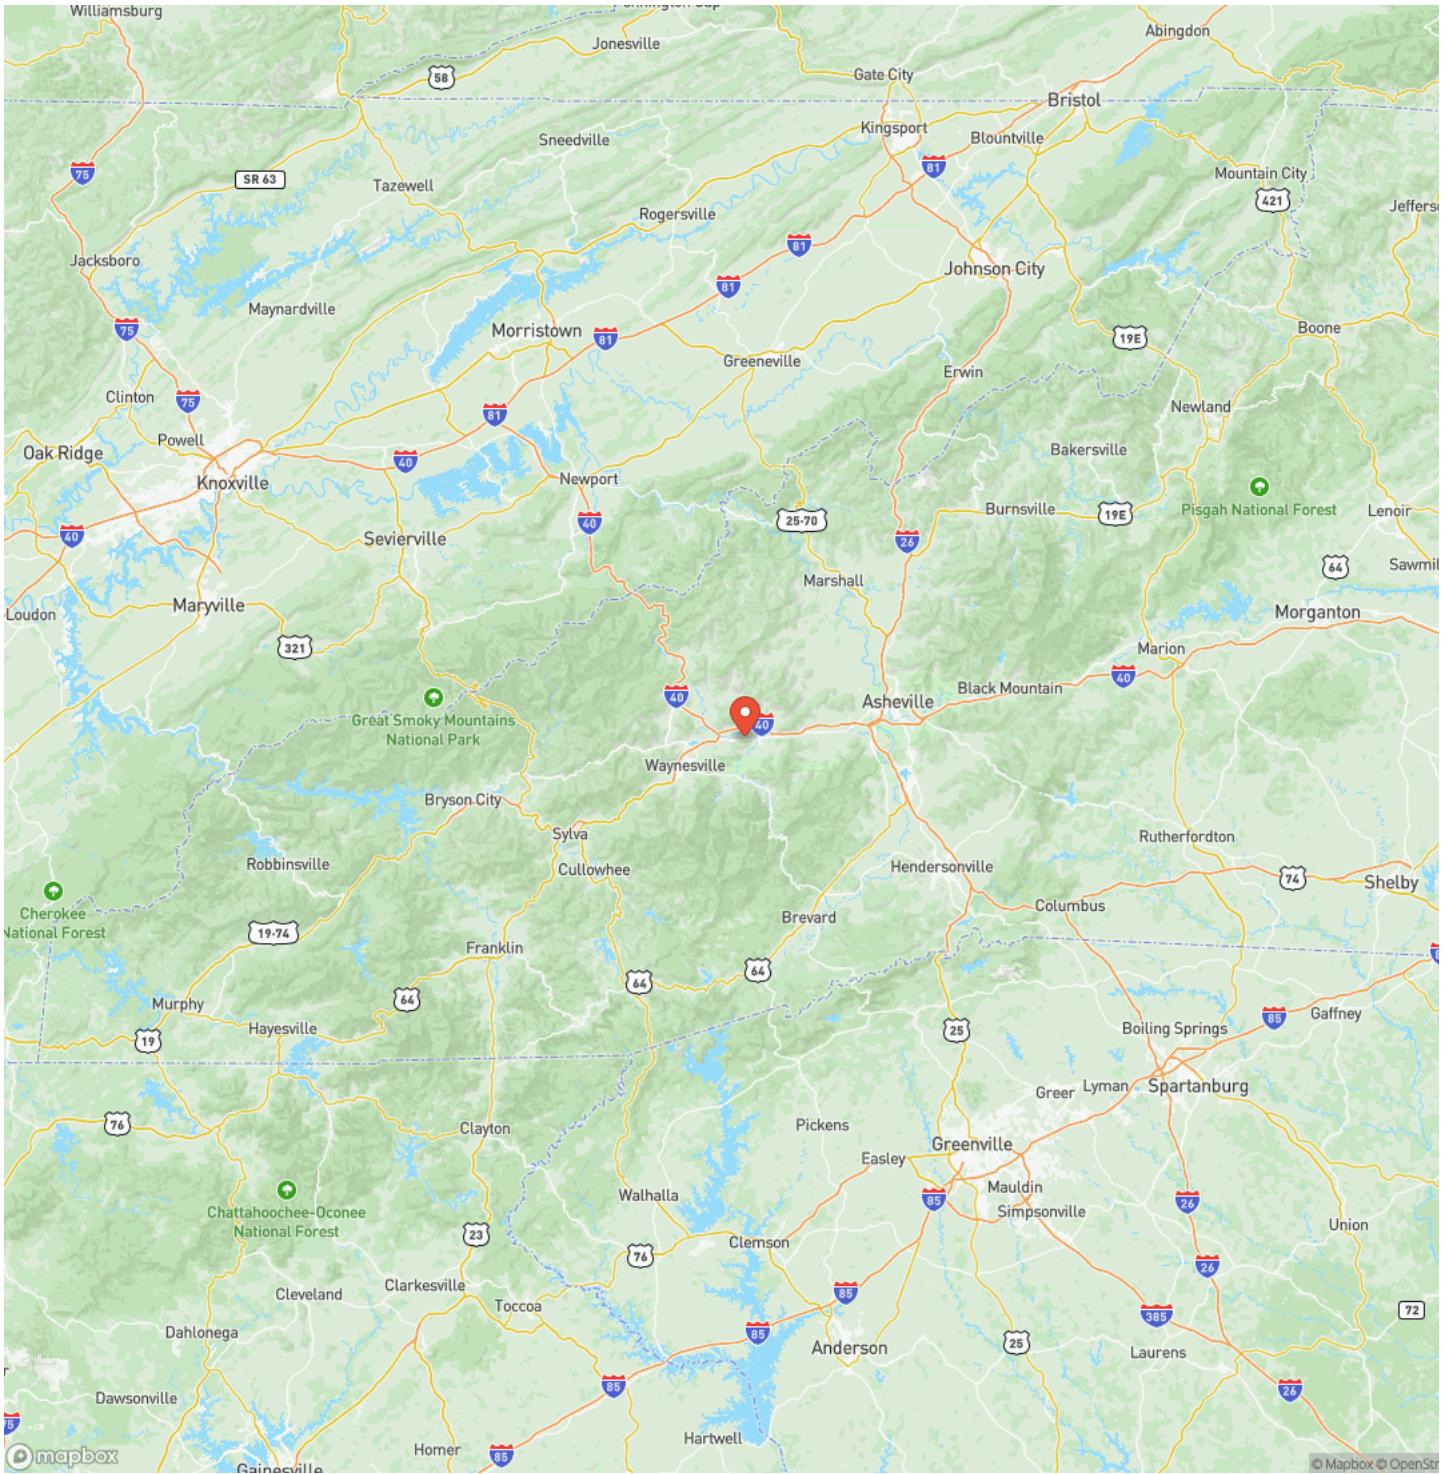 Williamsburg
Jonesville
Abingdon
58
Gate City
Bristol
Kingsport
Blountville
Sneedville
81
75
SR 63
Tazewell
Mountain City
421
Jeffers
Rogersville
81
Jacksboro
Johnson City
81
Maynardville
75
Morristown
81
19E
Boone
Greeneville
Erwin
Clinton
75
81
Newland
Powell
Oak Ridge
40
Bakersville
Knoxville
Newport
Pisgah National Forest
Burnsville
19E
Lenoir
25-70
40
40
Sevierville
26
64
Sawmil
Marshall
Maryville
Loudon
Morganton
321
Marion
40
Great Smoky Mountains
National Park
40
Black Mountain
Asheville
40
Waynesville
Bryson City
Sylva
Rutherfordton
Robbinsville
Cullowhee
Hendersonville
74
Shelby
Cherokee
National Forest
Columbus
Brevard
19-74
Franklin
64
64
64
Murphy
Hayesville
19
25
Boiling Springs
85
Gaffney
Greer
Lyman
Spartanburg
76
Clayton
Pickens
Greenville
Easley
Chattahoochee-Oconee
National Forest
Walhalla
85
Mauldin
Simpsonville
26
Union
23
76
Clemson
26
Cleveland
Clarkesville
Toccoa
85
385
72
Dahlonega
85
Anderson
25
Laurens
Dawsonville
85
26
75
Homer
85
Hartwell
mapbox
Gainesville
© Mapbox © OpenStr